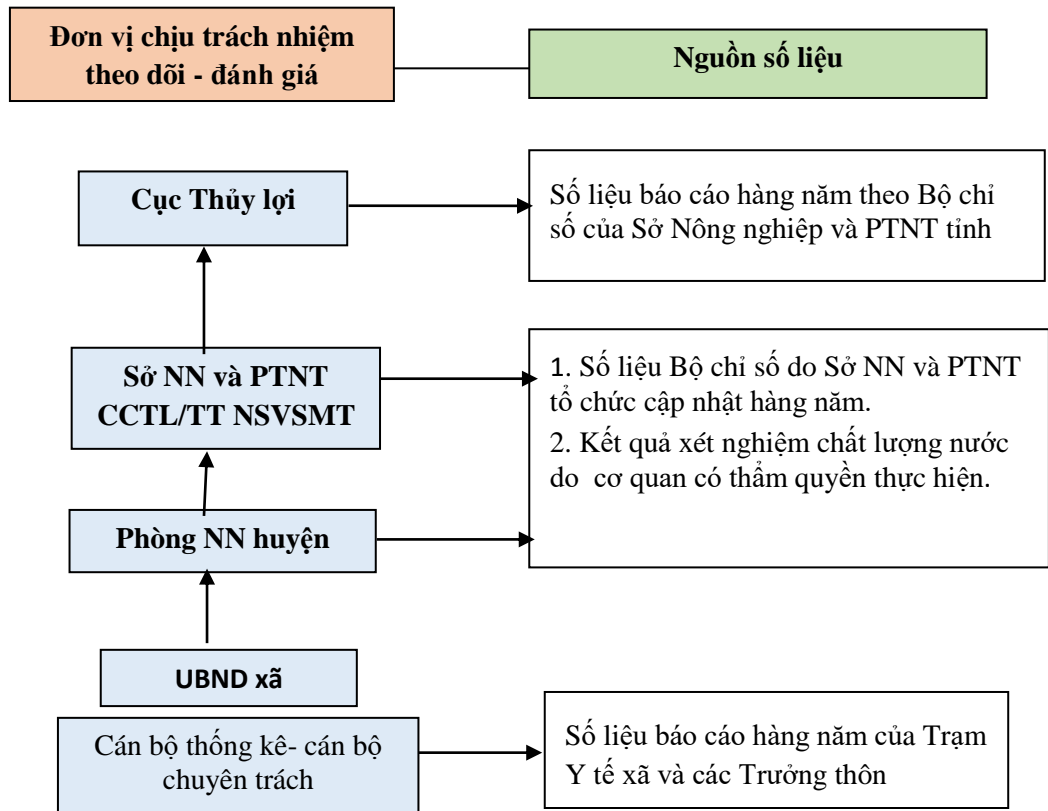 Đơn vị chịu trách nhiệm
theo dõi - đánh giá
Nguồn số liệu
Cục Thủy lợi
Số liệu báo cáo hàng năm theo Bộ chỉ
số của Sở Nông nghiệp và PTNT tỉnh
Sở NN và PTNT
CCTL/TT NSVSMT
1. Số liệu Bộ chỉ số do Sở NN và PTNT
tổ chức cập nhật hàng năm.
2. Kết quả xét nghiệm chất lượng nước
do cơ quan có thẩm quyền thực hiện.
Phòng NN huyện
UBND xã
Cán bộ thống kê- cán bộ
chuyên trách
Số liệu báo cáo hàng năm của Trạm
Y tế xã và các Trưởng thôn